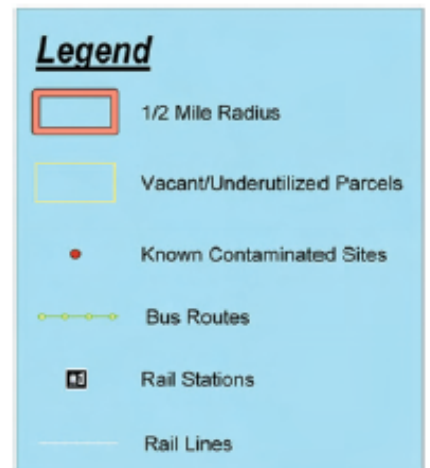 Legend
1/2 Mile Radius
Vacant/Underutilized Parcels
Known Contaminated Sites
Bus Routes
Rail Stations
Rail Lines